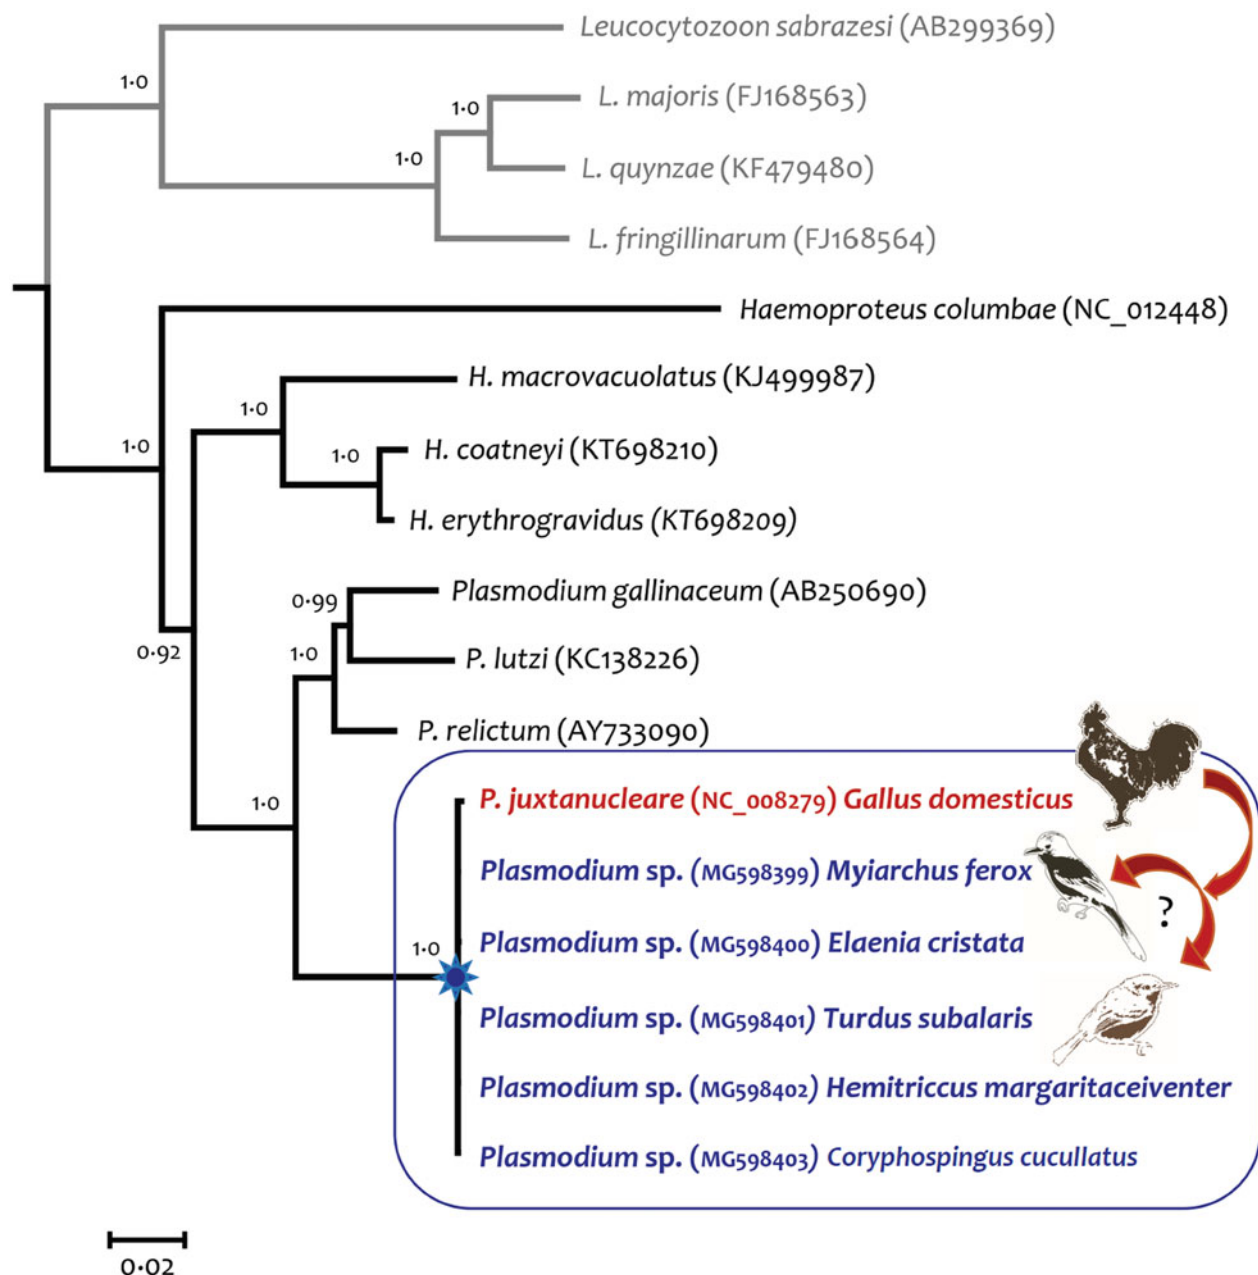 Leucocytozoon sabrazesi (AB299369)
1·0
L. majoris (FJ168563)
1·0
1·0
L. quynzae (KF479480)
L. fringillinarum (FJ168564)
Haemoproteus columbae (NC_012448)
H. macrovacuolatus (KJ499987)
1·0
1·0
H. coatneyi (KT698210)
1·0
H. erythrogravidus (KT698209)
Plasmodium gallinaceum (AB250690)
0·99
0·92
1·0
P. lutzi (KC138226)
P. relictum (AY733090)
1·0
P. juxtanucleare (NC_008279) Gallus domesticus
Plasmodium sp. (MG598399) Myiarchus ferox
?
1·0
Plasmodium sp. (MG598400) Elaenia cristata
Plasmodium sp. (MG598401) Turdus subalaris
Plasmodium sp. (MG598402) Hemitriccus margaritaceiventer
Plasmodium sp. (MG598403) Coryphospingus cucullatus
0·02